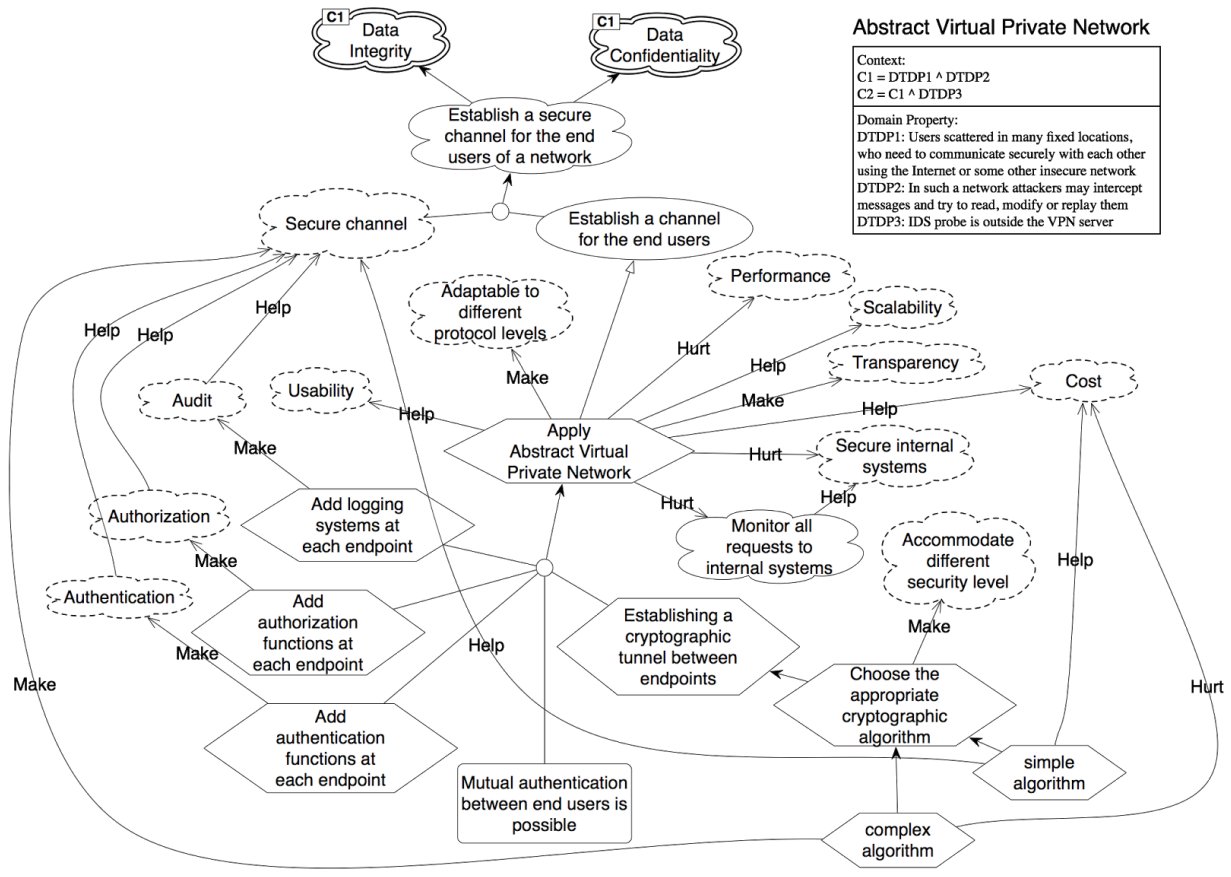 C1
Data
Integrity
C1
Data
Confidentiality
Abstract Virtual Private Network
Context:
C1 = DTDP1 ^ DTDP2
C2 = C1 ^ DTDP3
Domain Property:
DTDP1: Users scattered in many fixed locations,
who need to communicate securely with each other
using the Internet or some other insecure network
DTDP2: In such a network attackers may intercept
messages and try to read, modify or replay them
DTDP3: IDS probe is outside the VPN server
Establish a secure
channel for the end
users of a network
Secure channel
Establish a channel
for the end users
Performance
Adaptable to
different
protocol levels
Scalability
Help
Help
Help
Hurt
Help
Transparency
Make
Make
Cost
Usability
Audit
Help
Help
Apply
Abstract Virtual
Private Network
Secure internal
systems
Make
Hurt
Hurt
Help
Authorization
Add logging
systems at
each endpoint
Monitor all
requests to
internal systems
Accommodate
different
security level
Make
Help
Authentication
Add
authorization
functions at
each endpoint
Establishing a
cryptographic
tunnel between
endpoints
Make
Make
Help
Make
Hurt
Choose the
appropriate
cryptographic
algorithm
Add
authentication
functions at
each endpoint
Mutual authentication
between end users is
possible
simple
algorithm
complex
algorithm